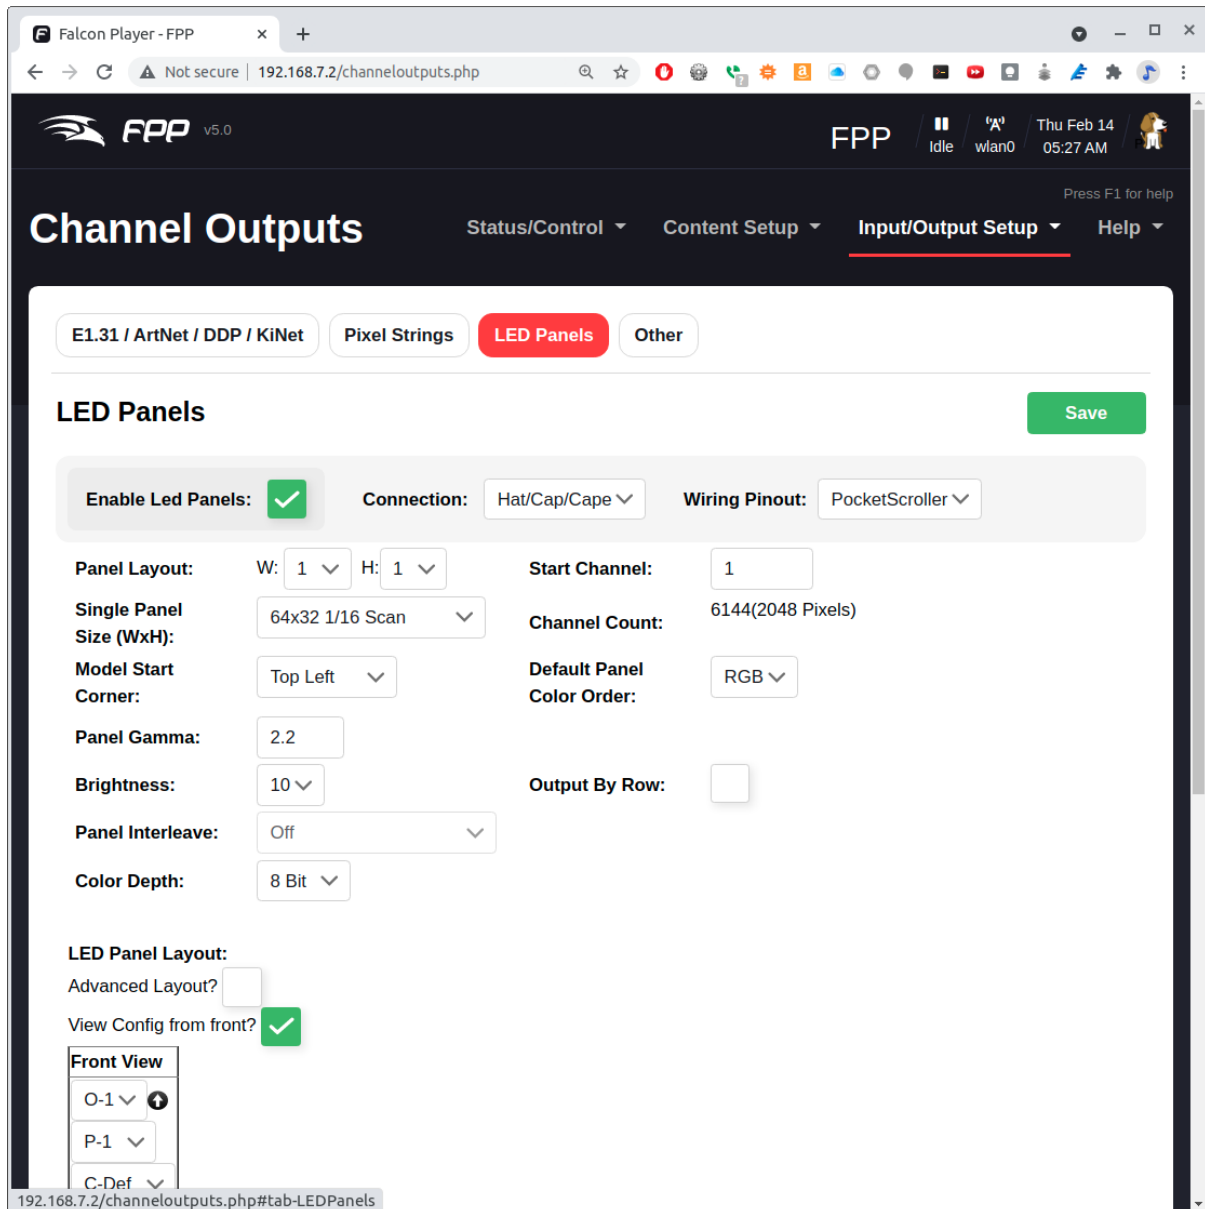 Falcon Player - FPP
Not secure 192.168.7.2/channeloutputs.php
FPP v5.0
FPP
Idle
wlan0
Thu Feb 14
05:27 AM
Press F1 for help
Channel Outputs
Status/Control
Content Setup
Input/Output Setup
Help
E1.31 / ArtNet / DDP / KiNet
Pixel Strings
LED Panels
Other
LED Panels
Save
Enable Led Panels:
Connection: Hat/Cap/Cape
Wiring Pinout: PocketScroller
Panel Layout: W: 1 H: 1
Start Channel: 1
Single Panel
Size (WxH): 64x32 1/16 Scan
Channel Count: 6144(2048 Pixels)
Model Start
Corner: Top Left
Default Panel
Color Order: RGB
Panel Gamma: 2.2
Brightness: 10
Output By Row:
Panel Interleave: Off
Color Depth: 8 Bit
LED Panel Layout:
Advanced Layout?
View Config from front?
Front View
O-1
P-1
C-Def
192.168.7.2/channeloutputs.php#tab-LEDPanels